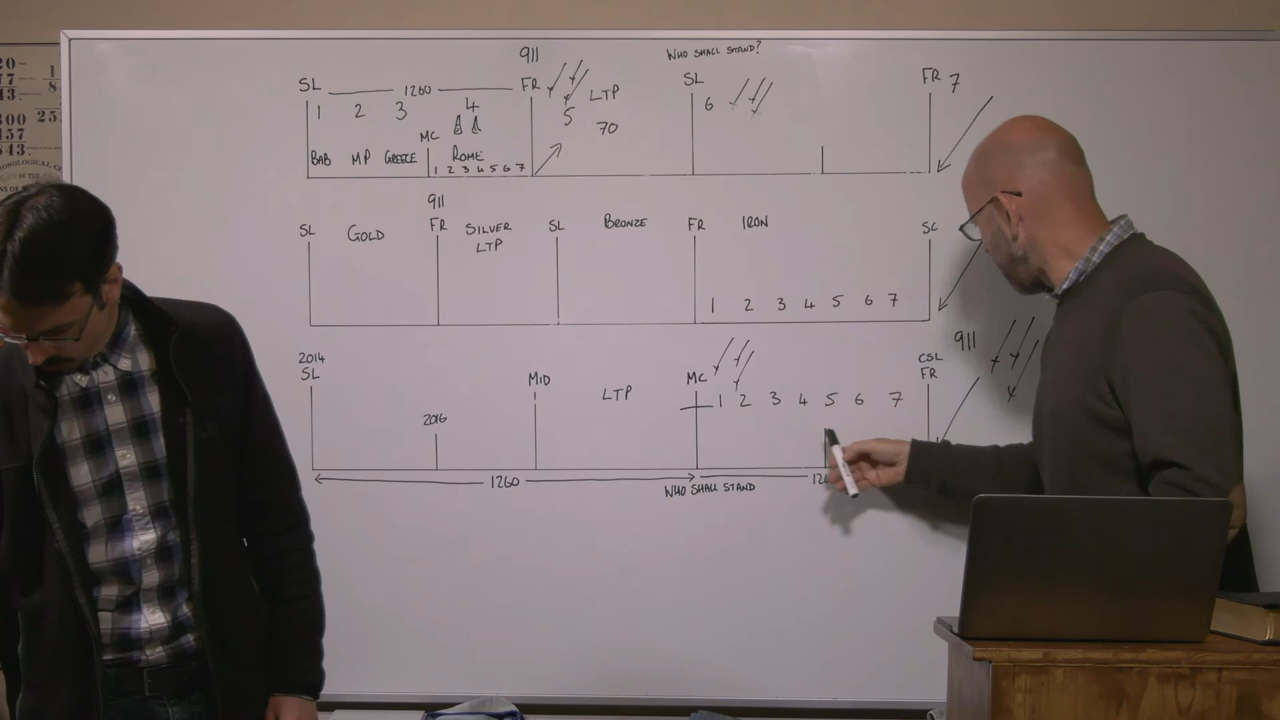 911
WHO SHALL STAND?
SL 1260 FR LTP SL FR 7
1 2 3 4 5 6
MC 70
BAB MP GREECE ROME
1 2 3 4 5 6 7
911
SL GOLD FR SILVER SL BRONZE FR IRON SL
LTP
1 2 3 4 5 6 7
911
2014 CSL
SL MID LTP MC FR
1 2 3 4 5 6 7
2016
1260
WHO SHALL STAND